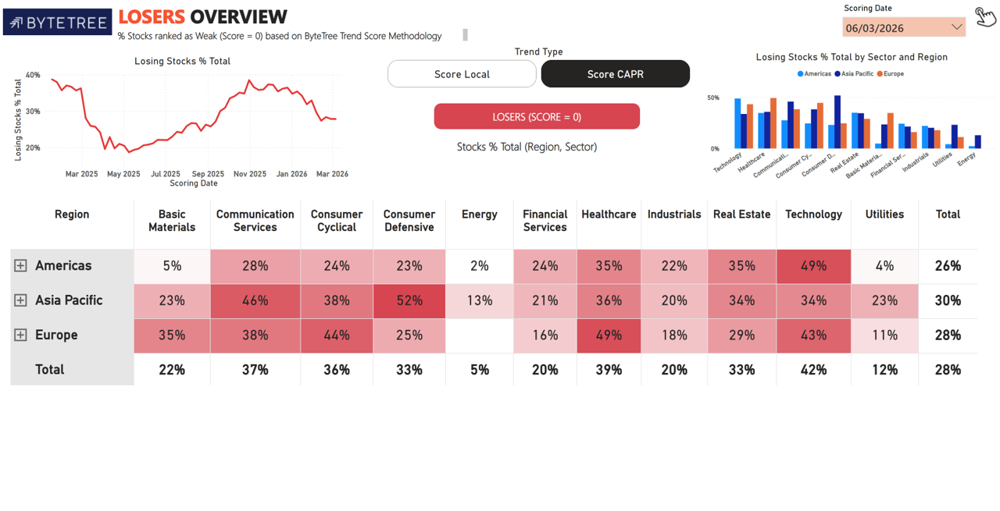 BYTETREE
LOSERS OVERVIEW
% Stocks ranked as Weak (Score = 0) based on ByteTree Trend Score Methodology
Scoring Date
06/03/2026
Losing Stocks % Total
Losing Stocks % Total
40%
30%
20%
Mar 2025 May 2025 Jul 2025 Sep 2025 Nov 2025 Jan 2026 Mar 2026
Scoring Date
Trend Type
Score Local
Score CAPR
LOSERS (SCORE = 0)
Stocks % Total (Region, Sector)
Losing Stocks % Total by Sector and Region
Americas Asia Pacific Europe
50%
0%
Technology Healthcare Communicati... Consumer Cy... Consumer D... Real Estate Basic Materia... Financial Ser... Industrials Utilities Energy
Region Basic Materials Communication Services Consumer Cyclical Consumer Defensive Energy Financial Services Healthcare Industrials Real Estate Technology Utilities Total
Americas 5% 28% 24% 23% 2% 24% 35% 22% 35% 49% 4% 26%
Asia Pacific 23% 46% 38% 52% 13% 21% 36% 20% 34% 34% 23% 30%
Europe 35% 38% 44% 25% 16% 49% 18% 29% 43% 11% 28%
Total 22% 37% 36% 33% 5% 20% 39% 20% 33% 42% 12% 28%